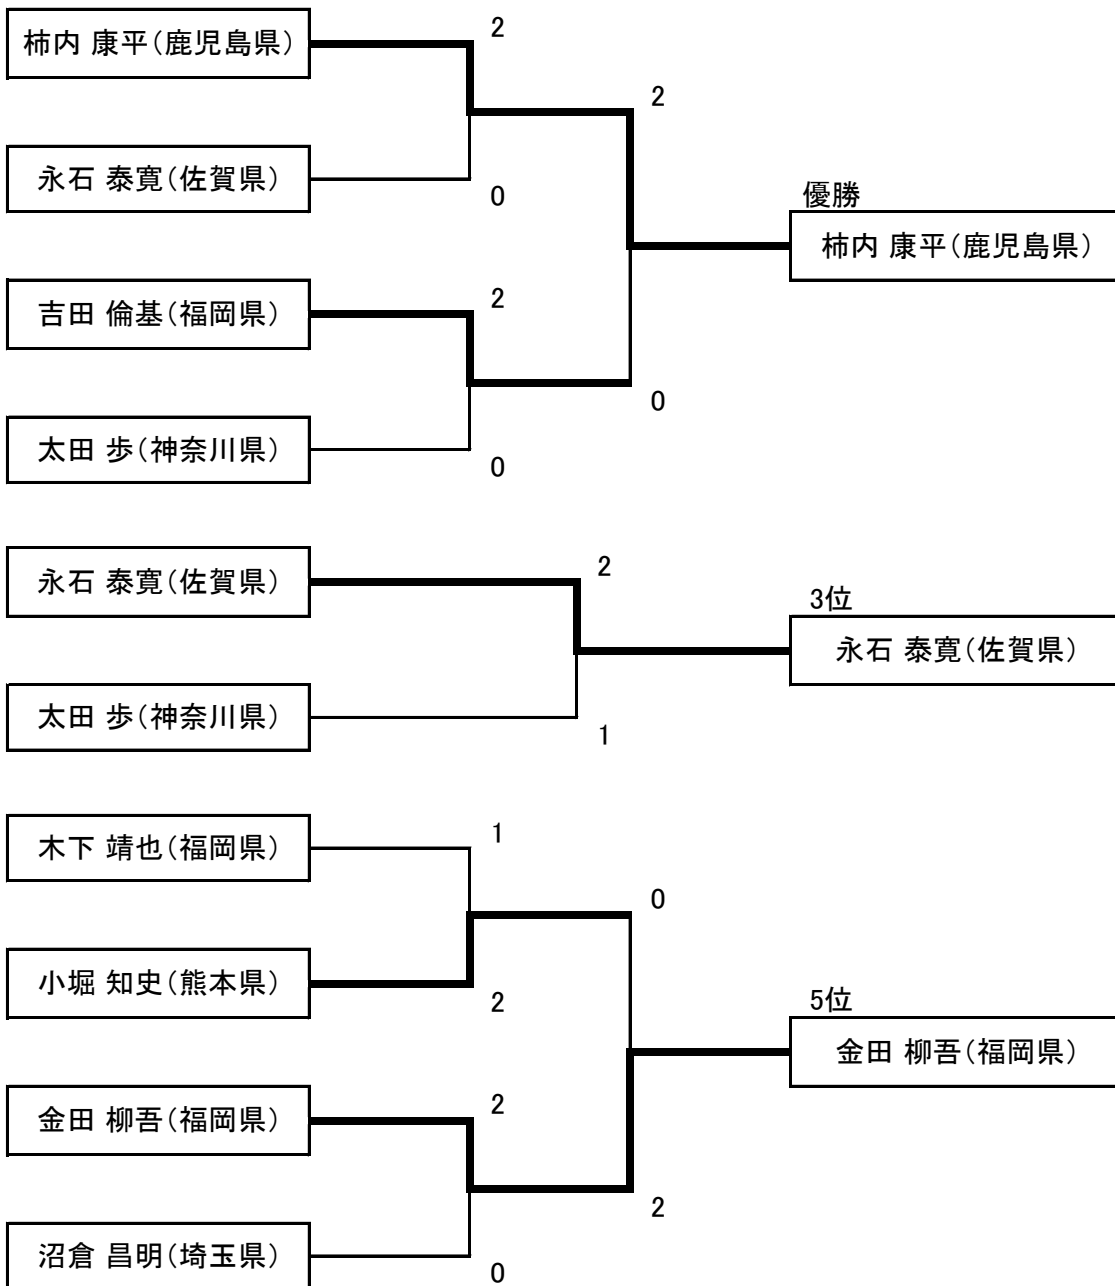 柿内 康平(鹿児島県)
2
2
永石 泰寛(佐賀県)
0
優勝
柿内 康平(鹿児島県)
吉田 倫基(福岡県)
2
0
太田 歩(神奈川県)
0
永石 泰寛(佐賀県)
2
3位
永石 泰寛(佐賀県)
太田 歩(神奈川県)
1
木下 靖也(福岡県)
1
0
小堀 知史(熊本県)
2
5位
金田 柳吾(福岡県)
金田 柳吾(福岡県)
2
2
沼倉 昌明(埼玉県)
0